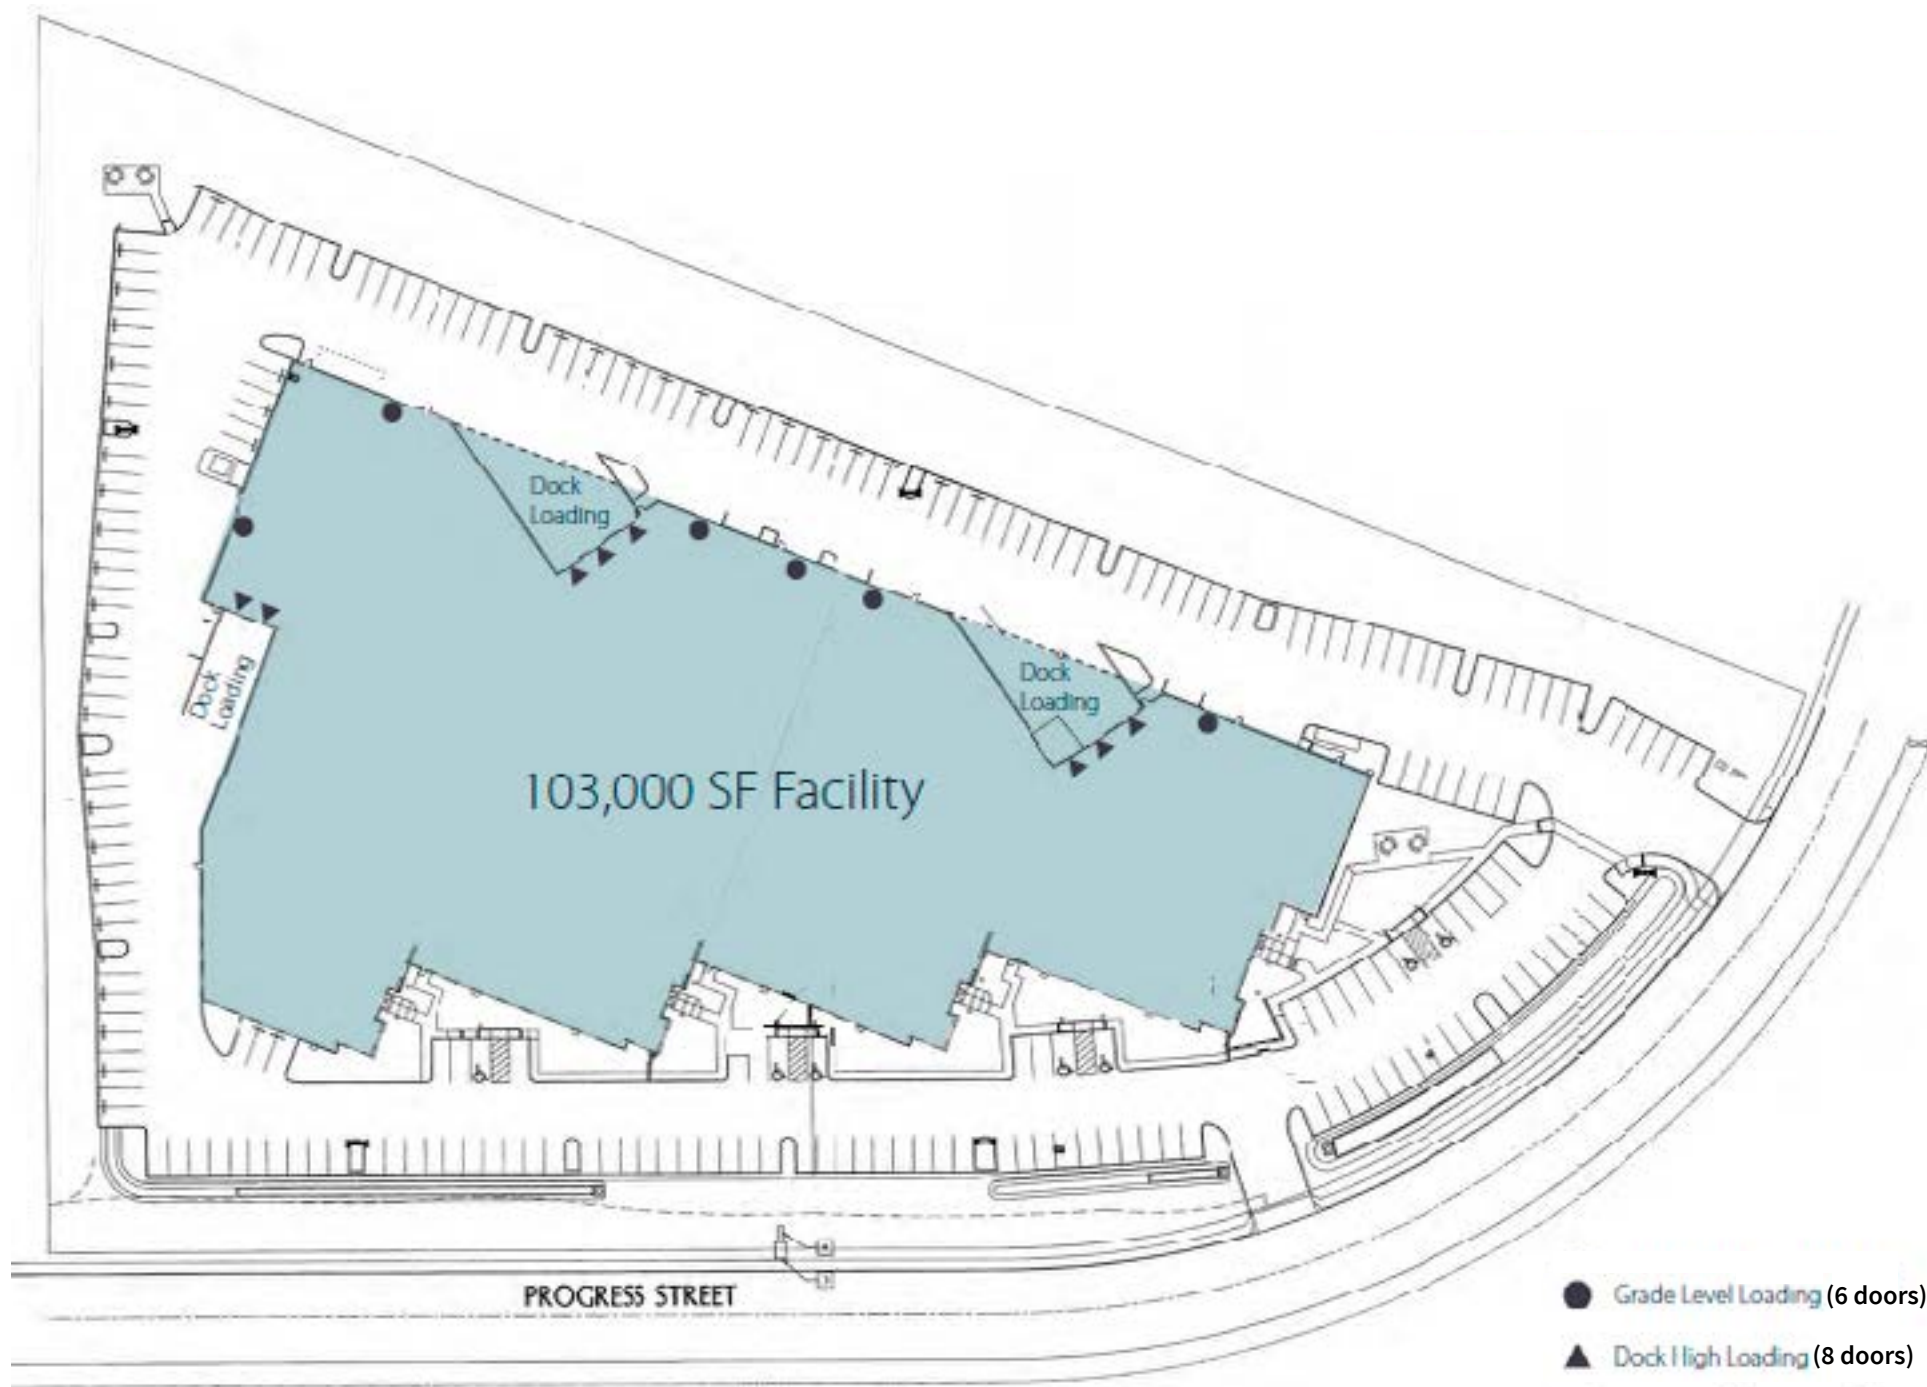 Dock
Loading
Dock
Loading
Dock
Loading
103,000 SF Facility
PROGRESS STREET
Grade Level Loading (6 doors)
Dock High Loading (8 doors)